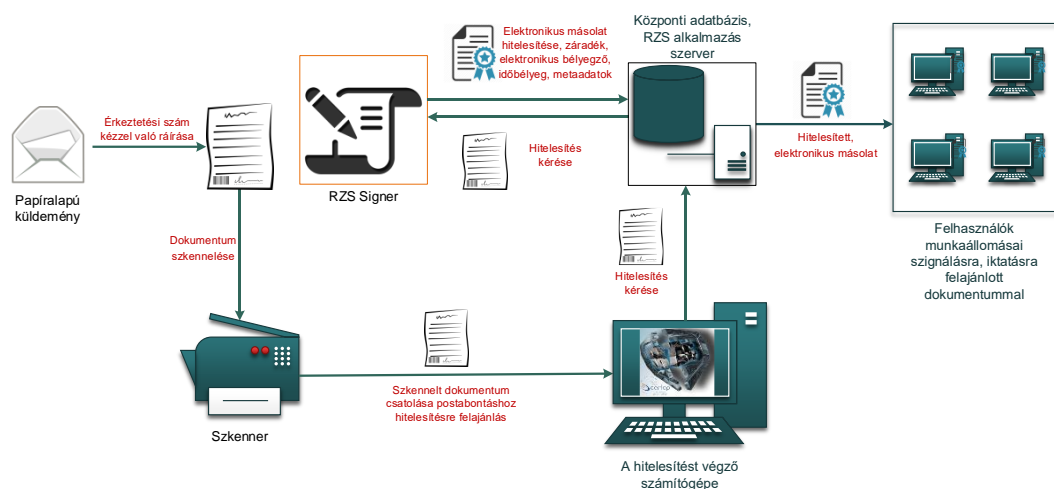 Elektronikus másolat
hitelesítése, záradék,
elektronikus bélyegző,
időbélyeg, metaadatok
Központi adatbázis,
RZS alkalmazás
szerver
Érkeztetési szám
kézzel való ráírása
Papíralapú
küldemény
RZS Signer
Hitelesítés
kérése
Hitelesített,
elektronikus másolat
Felhasználók
munkaállomásai
szignálásra, iktatásra
felajánlott
dokumentummal
Dokumentum
szkennelése
Hitelesítés
kérése
Szkennelt dokumentum
csatolása postabontáshoz
hitelesítésre felajánlás
Szkenner
A hitelesítést végző
számítógépe